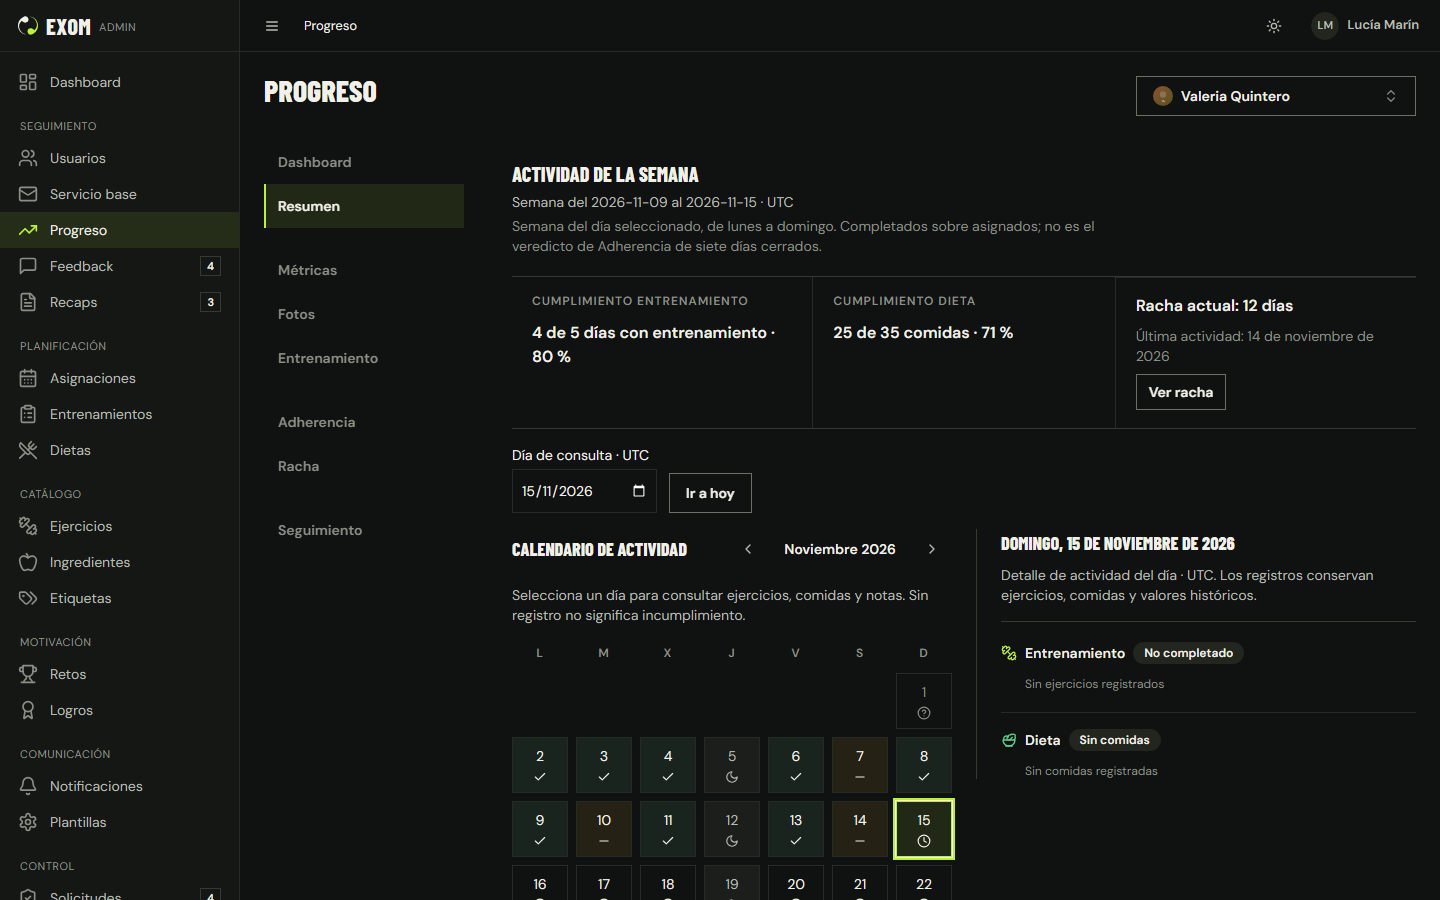 EXOM ADMIN
Progreso
LM Lucía Marín
Dashboard
SEGUIMIENTO
Usuarios
Servicio base
Progreso
Feedback 4
Recaps 3
PLANIFICACIÓN
Asignaciones
Entrenamientos
Dietas
CATÁLOGO
Ejercicios
Ingredientes
Etiquetas
MOTIVACIÓN
Retos
Logros
COMUNICACIÓN
Notificaciones
Plantillas
CONTROL
Solicitudes 4
PROGRESO
Valeria Quintero
Dashboard
Resumen
Métricas
Fotos
Entrenamiento
Adherencia
Racha
Seguimiento
ACTIVIDAD DE LA SEMANA
Semana del 2026-11-09 al 2026-11-15 · UTC
Semana del día seleccionado, de lunes a domingo. Completados sobre asignados; no es el
veredicto de Adherencia de siete días cerrados.
CUMPLIMIENTO ENTRENAMIENTO
4 de 5 días con entrenamiento ·
80 %
CUMPLIMIENTO DIETA
25 de 35 comidas · 71 %
Racha actual: 12 días
Última actividad: 14 de noviembre de
2026
Ver racha
Día de consulta · UTC
15/11/2026
Ir a hoy
CALENDARIO DE ACTIVIDAD
Noviembre 2026
Selecciona un día para consultar ejercicios, comidas y notas. Sin
registro no significa incumplimiento.
L M X J V S D
1
2 3 4 5 6 7 8
9 10 11 12 13 14 15
16 17 18 19 20 21 22
DOMINGO, 15 DE NOVIEMBRE DE 2026
Detalle de actividad del día · UTC. Los registros conservan
ejercicios, comidas y valores históricos.
Entrenamiento No completado
Sin ejercicios registrados
Dieta Sin comidas
Sin comidas registradas